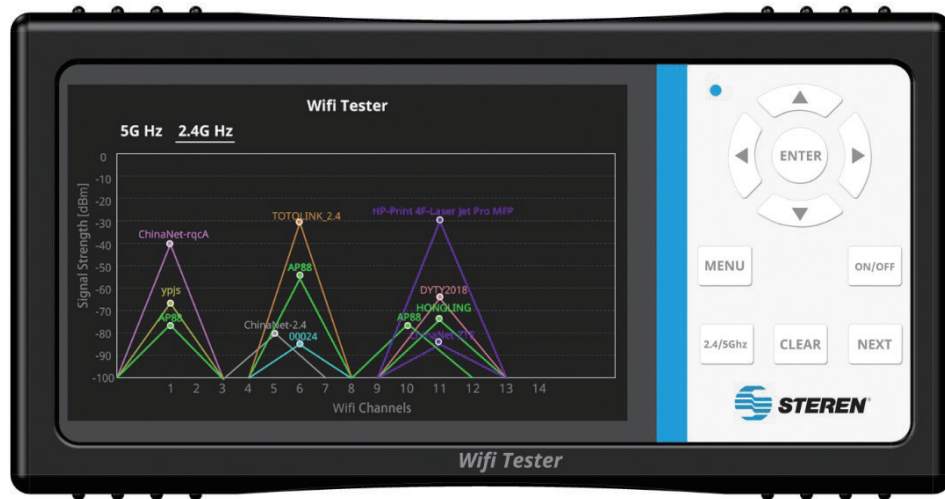 Wifi Tester
5G Hz 2.4G Hz
Signal Strength [dBm]
0
-10
-20
-30
-40
-50
-60
-70
-80
-90
-100
TOTOLINK_2.4
HP-Print 4F-Laser Jet Pro MFP
ChinaNet-rqcA
AP88
ypjs
DYTY2018
HONGLING
AP88
AP88
ChinaNet-2.4
00024
1 2 3 4 5 6 7 8 9 10 11 12 13 14
Wifi Channels
ENTER
MENU
ON/OFF
2.4/5Ghz
CLEAR
NEXT
STEREN
Wifi Tester